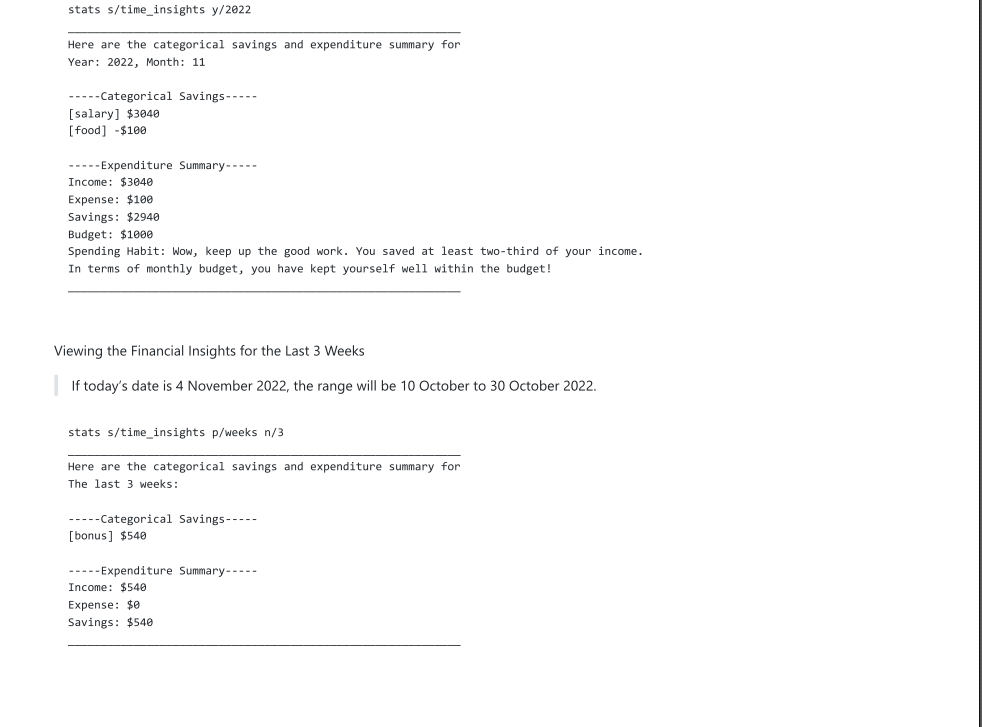 stats s/time_insights y/2022
____________________________________________________________
Here are the categorical savings and expenditure summary for
Year: 2022, Month: 11
-----Categorical Savings-----
[salary] $3040
[food] -$100
-----Expenditure Summary-----
Income: $3040
Expense: $100
Savings: $2940
Budget: $1000
Spending Habit: Wow, keep up the good work. You saved at least two-third of your income.
In terms of monthly budget, you have kept yourself well within the budget!
____________________________________________________________
Viewing the Financial Insights for the Last 3 Weeks
If today’s date is 4 November 2022, the range will be 10 October to 30 October 2022.
stats s/time_insights p/weeks n/3
____________________________________________________________
Here are the categorical savings and expenditure summary for
The last 3 weeks:
-----Categorical Savings-----
[bonus] $540
-----Expenditure Summary-----
Income: $540
Expense: $0
Savings: $540
____________________________________________________________